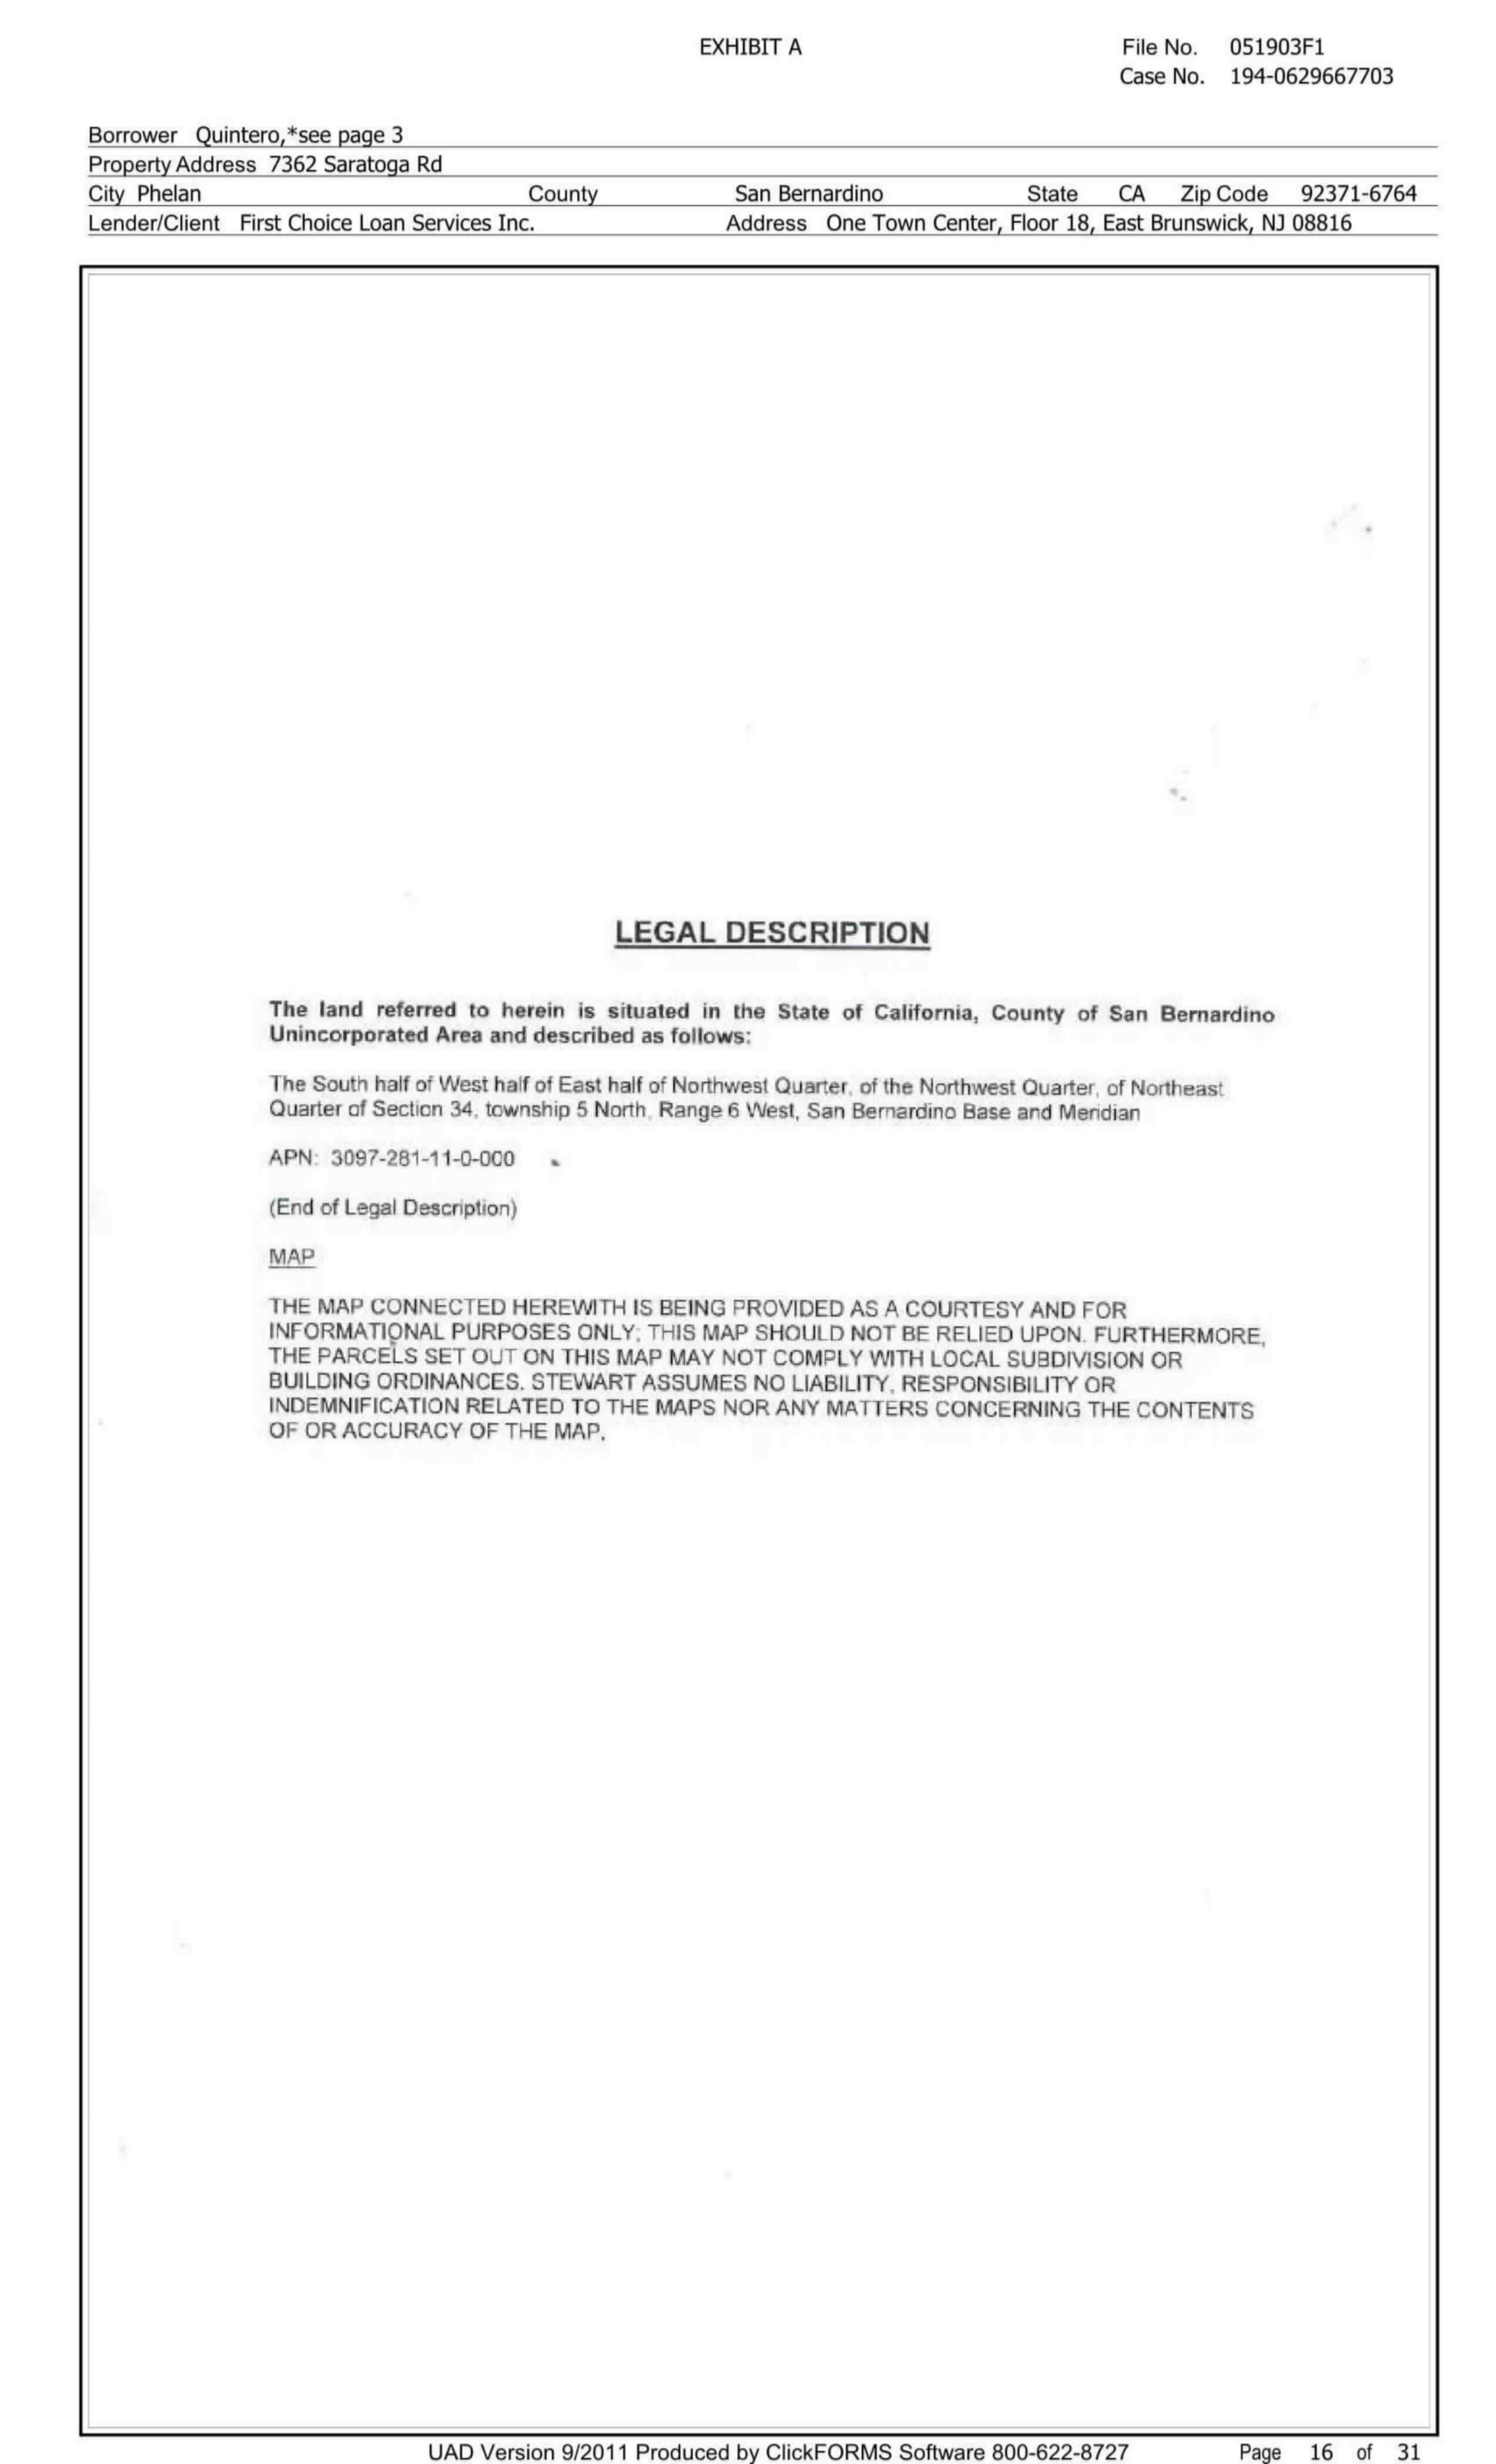 EXHIBIT A
File No. 051903F1
Case No. 194-0629667703
Borrower Quintero,*see page 3
Property Address 7362 Saratoga Rd
City Phelan County San Bernardino State CA Zip Code 92371-6764
Lender/Client First Choice Loan Services Inc. Address One Town Center, Floor 18, East Brunswick, NJ 08816
LEGAL DESCRIPTION
The land referred to herein is situated in the State of California, County of San Bernardino
Unincorporated Area and described as follows:
The South half of West half of East half of Northwest Quarter, of the Northwest Quarter, of Northeast
Quarter of Section 34, township 5 North, Range 6 West, San Bernardino Base and Meridian
APN: 3097-281-11-0-000
(End of Legal Description)
MAP
THE MAP CONNECTED HEREWITH IS BEING PROVIDED AS A COURTESY AND FOR
INFORMATIONAL PURPOSES ONLY; THIS MAP SHOULD NOT BE RELIED UPON. FURTHERMORE,
THE PARCELS SET OUT ON THIS MAP MAY NOT COMPLY WITH LOCAL SUBDIVISION OR
BUILDING ORDINANCES. STEWART ASSUMES NO LIABILITY, RESPONSIBILITY OR
INDEMNIFICATION RELATED TO THE MAPS NOR ANY MATTERS CONCERNING THE CONTENTS
OF OR ACCURACY OF THE MAP.
UAD Version 9/2011 Produced by ClickFORMS Software 800-622-8727 Page 16 of 31